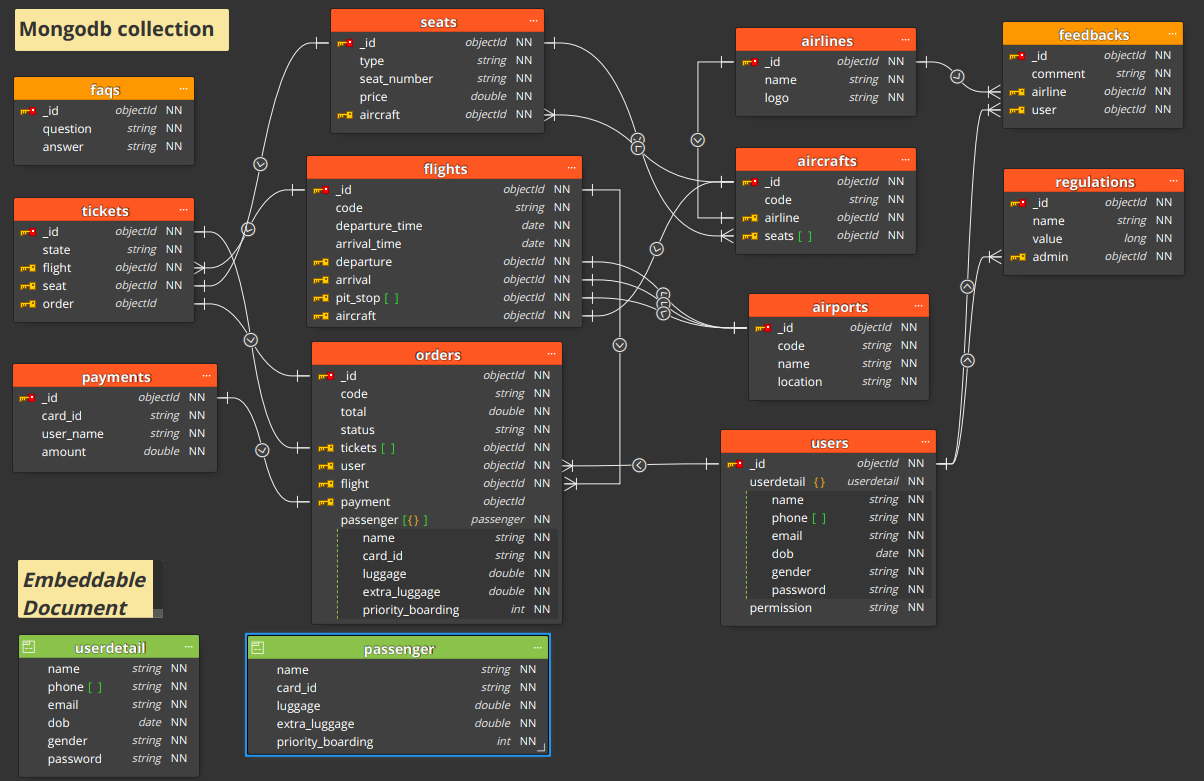 Mongodb collection
faqs ...
_id objectId NN
question string NN
answer string NN
tickets ...
_id objectId NN
state string NN
flight objectId NN
seat objectId NN
order objectId
payments ...
_id objectId NN
card_id string NN
user_name string NN
amount double NN
seats ...
_id objectId NN
type string NN
seat_number string NN
price double NN
aircraft objectId NN
flights ...
_id objectId NN
code string NN
departure_time date NN
arrival_time date NN
departure objectId NN
arrival objectId NN
pit_stop [ ] objectId NN
aircraft objectId NN
orders ...
_id objectId NN
code string NN
total double NN
status string NN
tickets [ ] objectId NN
user objectId NN
flight objectId NN
payment objectId
passenger [{} ] passenger NN
name string NN
card_id string NN
luggage double NN
extra_luggage double NN
priority_boarding int NN
airlines ...
_id objectId NN
name string NN
logo string NN
aircrafts ...
_id objectId NN
code string NN
airline objectId NN
seats [ ] objectId NN
airports ...
_id objectId NN
code string NN
name string NN
location string NN
users ...
_id objectId NN
userdetail {} userdetail NN
name string NN
phone [ ] string NN
email string NN
dob date NN
gender string NN
password string NN
permission string NN
feedbacks ...
_id objectId NN
comment string NN
airline objectId NN
user objectId NN
regulations ...
_id objectId NN
name string NN
value long NN
admin objectId NN
Embeddable
Document
userdetail ...
name string NN
phone [ ] string NN
email string NN
dob date NN
gender string NN
password string NN
passenger ...
name string NN
card_id string NN
luggage double NN
extra_luggage double NN
priority_boarding int NN